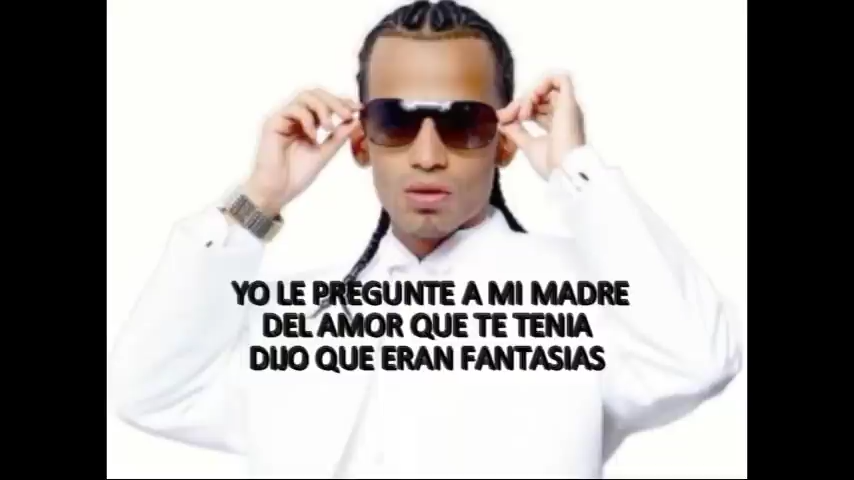 YO LE PREGUNTE A MI MADRE
DEL AMOR QUE TE TENIA
DIJO QUE ERAN FANTASIAS